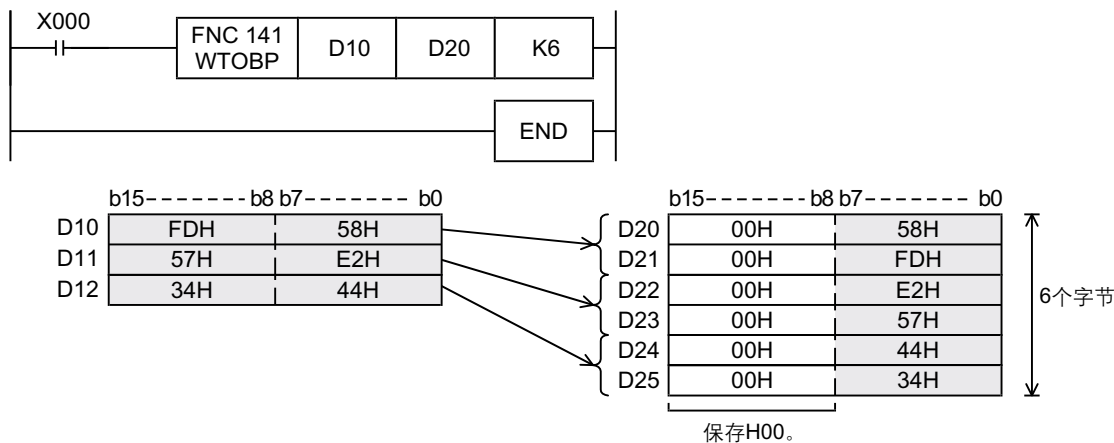 X000
FNC 141
WTOBP D10 D20 K6
END
b15------- b8 b7------- b0
D10 FDH 58H
D11 57H E2H
D12 34H 44H
b15------- b8 b7------- b0
D20 00H 58H
D21 00H FDH
D22 00H E2H
D23 00H 57H
D24 00H 44H
D25 00H 34H
6个字节
保存H00。